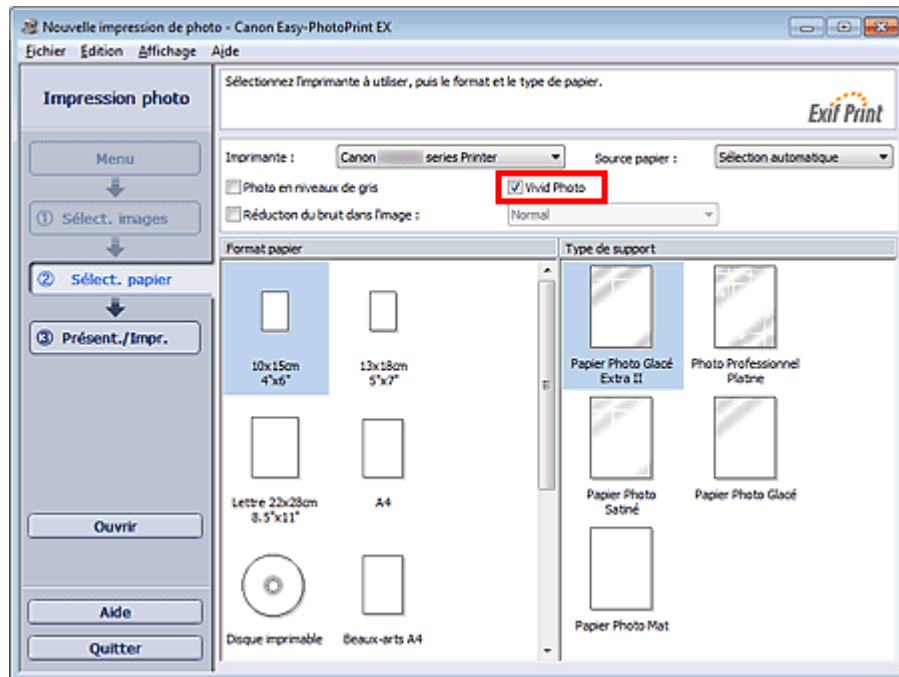 Nouvelle impression de photo - Canon Easy-PhotoPrint EX
Fichier Édition Affichage Aide
Impression photo
Sélectionnez l'imprimante à utiliser, puis le format et le type de papier.
Exif Print
Menu
① Sélect. images
② Sélect. papier
③ Présent./Impr.
Ouvrir
Aide
Quitter
Imprimante : Canon series Printer Source papier : Sélection automatique
Photo en niveaux de gris Vivid Photo
Réduction du bruit dans l'image : Normal
Format papier
10x15cm
4"x6"
13x18cm
5"x7"
Lettre 22x28cm
8.5"x11"
A4
Disque imprimable
Beaux-arts A4
Type de support
Papier Photo Glacé
Extra II
Photo Professionnel
Platine
Papier Photo
Satiné
Papier Photo Glacé
Papier Photo Mat